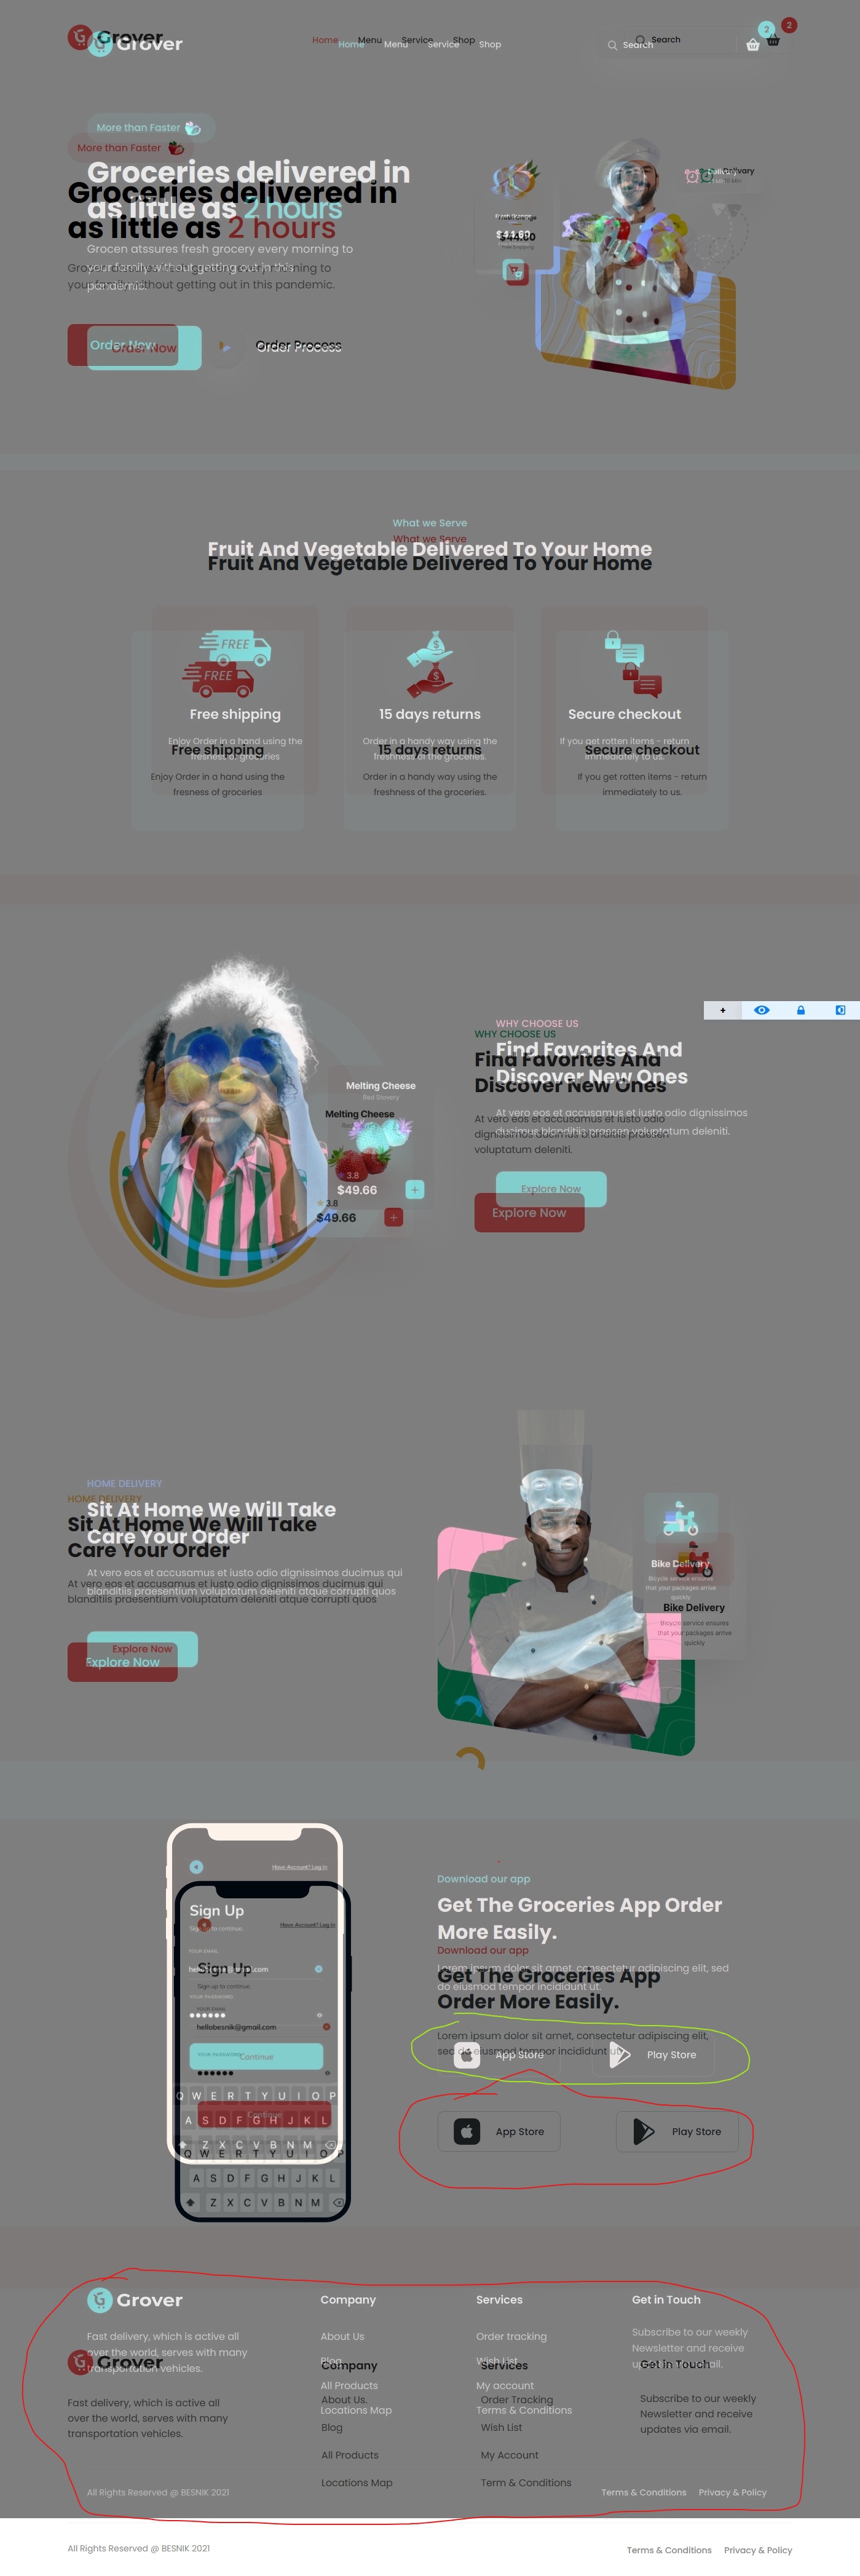 Grover
Grover
Home Menu Service Shop
Home Menu Service Shop
Search
Search
2
2
More than Faster
More than Faster
Groceries delivered in
as little as 2 hours
Groceries delivered in
as little as 2 hours
Grocen atssures fresh grocery every morning to
your family without getting out in this
pandemic.
your family without getting out in this pandemic.
Order Now
Order Now
Order Process
Order Process
Delivary
$44.60
$44.00
What we Serve
What we Serve
Fruit And Vegetable Delivered To Your Home
Fruit And Vegetable Delivered To Your Home
FREE
FREE
Free shipping
15 days returns
Secure checkout
Enjoy Order in a hand using the
fresness of groceries
Order in a handy way using the
freshness of the groceries.
If you get rotten items - return
immediately to us.
Free shipping
15 days returns
Secure checkout
Enjoy Order in a hand using the
fresness of groceries
Order in a handy way using the
freshness of the groceries.
If you get rotten items - return
immediately to us.
WHY CHOOSE US
WHY CHOOSE US
Find Favorites And
Discover New Ones
Find Favorites And
Discover New Ones
At vero eos et accusamus et iusto odio dignissimos
ducimus blanditiis praesen voluptatum deleniti.
At vero eos et accusamus et iusto odio
dignissimos ducimus blanditiis praesen
voluptatum deleniti.
Explore Now
Explore Now
Melting Cheese
Red Stovery
Melting Cheese
3.8
$49.66
3.8
$49.66
HOME DELIVERY
HOME DELIVERY
Sit At Home We Will Take
Care Your Order
Sit At Home We Will Take
Care Your Order
At vero eos et accusamus et iusto odio dignissimos ducimus qui
blanditiis praesentium voluptatum deleniti atque corrupti quos
At vero eos et accusamus et iusto odio dignissimos ducimus qui
blanditiis praesentium voluptatum deleniti atque corrupti quos
Explore Now
Explore Now
Bike Delivery
Bicycle service ensures
that your packages arrive
quickly
Bike Delivery
Bicycle service ensures
that your packages arrive
quickly
Have Account? Log in
Sign Up
Sign up to continue.
Have Account? Log in
YOUR EMAIL
Sign Up
Sign up to continue.
YOUR PASSWORD
YOUR EMAIL
hellobesnik@gmail.com
YOUR PASSWORD
Continue
Q W E R T Y U I O P
A S D F G H J K L
Z X C V B N M
Q W E R T Y U I O P
A S D F G H J K L
Z X C V B N M
Download our app
Get The Groceries App Order
More Easily.
Download our app
Lorem ipsum dolor sit amet, consectetur adipiscing elit, sed
do eiusmod tempor incididunt ut.
Get The Groceries App
Order More Easily.
Lorem ipsum dolor sit amet, consectetur adipiscing elit,
sed do eiusmod tempor incididunt ut.
App Store
Play Store
App Store
Play Store
Grover
Fast delivery, which is active all
over the world, serves with many
transportation vehicles.
Company
About Us
Blog
All Products
Locations Map
Services
Order tracking
Wish List
My account
Terms & Conditions
Get in Touch
Subscribe to our weekly
Newsletter and receive
updates via email.
Grover
Fast delivery, which is active all
over the world, serves with many
transportation vehicles.
Company
About Us.
Blog
All Products
Locations Map
Services
Order Tracking
Wish List
My Account
Term & Conditions
Get in Touch
Subscribe to our weekly
Newsletter and receive
updates via email.
All Rights Reserved @ BESNIK 2021
Terms & Conditions Privacy & Policy
All Rights Reserved @ BESNIK 2021
Terms & Conditions Privacy & Policy